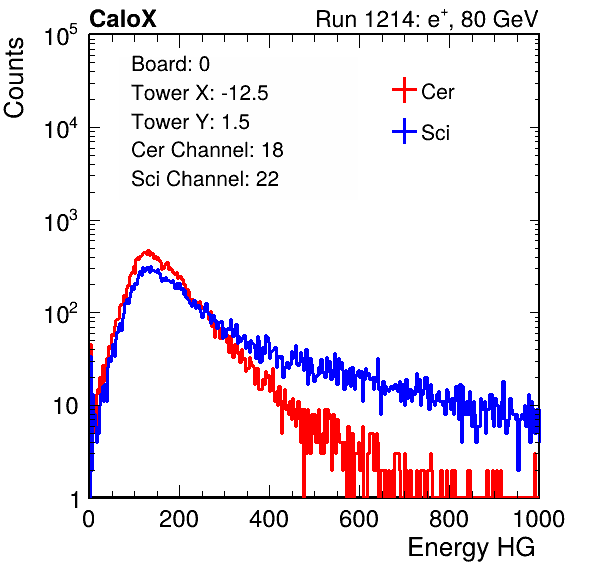 CaloX Run 1214: e⁺, 80 GeV
Board: 0
Tower X: -12.5
Tower Y: 1.5
Cer Channel: 18
Sci Channel: 22
Cer
Sci
Counts
10⁵
10⁴
10³
10²
10
1
0 200 400 600 800 1000
Energy HG